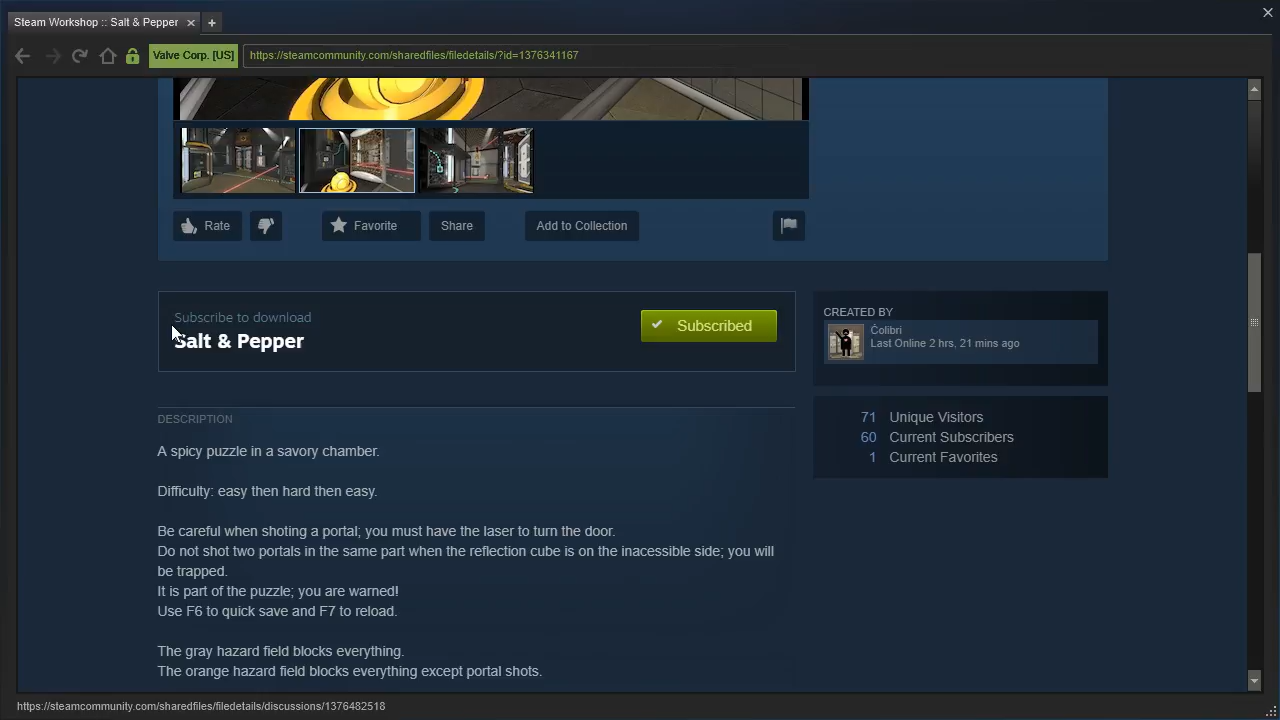 Steam Workshop :: Salt & Pepper
Valve Corp. [US]
https://steamcommunity.com/sharedfiles/filedetails/?id=1376341167
Rate
Favorite
Share
Add to Collection
Subscribe to download
Salt & Pepper
Subscribed
CREATED BY
Ĉolibri
Last Online 2 hrs, 21 mins ago
71 Unique Visitors
60 Current Subscribers
1 Current Favorites
DESCRIPTION
A spicy puzzle in a savory chamber.
Difficulty: easy then hard then easy.
Be careful when shoting a portal; you must have the laser to turn the door.
Do not shot two portals in the same part when the reflection cube is on the inacessible side; you will
be trapped.
It is part of the puzzle; you are warned!
Use F6 to quick save and F7 to reload.
The gray hazard field blocks everything.
The orange hazard field blocks everything except portal shots.
https://steamcommunity.com/sharedfiles/filedetails/discussions/1376482518